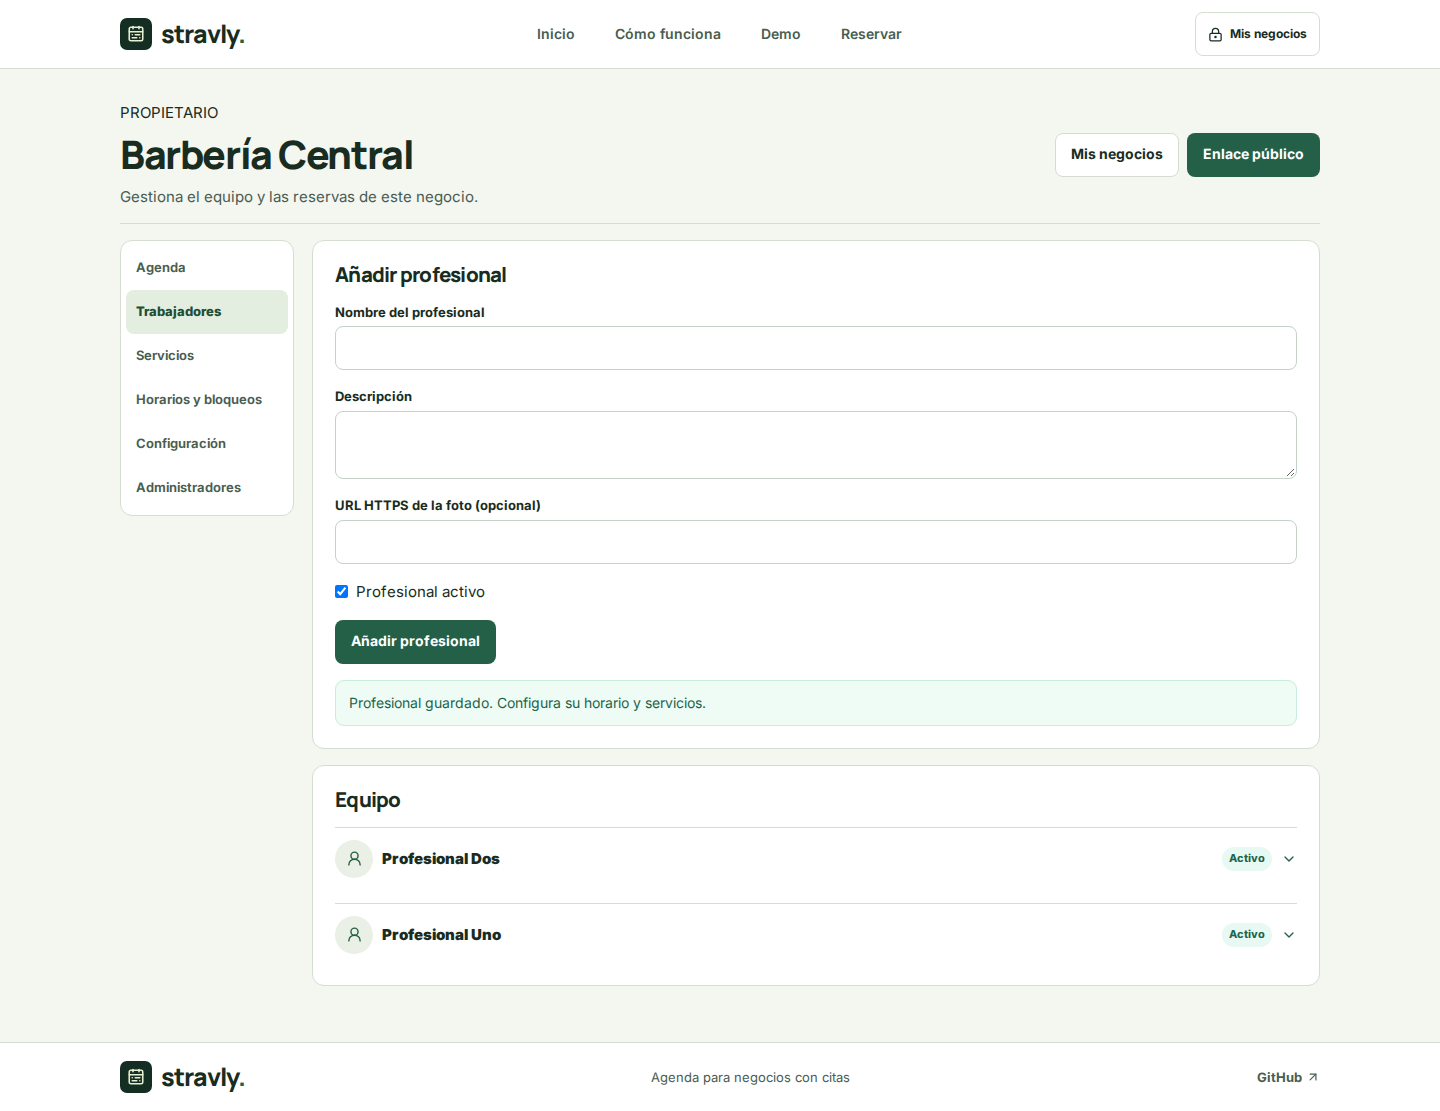 stravly.
Inicio
Cómo funciona
Demo
Reservar
Mis negocios
PROPIETARIO
Barbería Central
Gestiona el equipo y las reservas de este negocio.
Mis negocios
Enlace público
Agenda
Trabajadores
Servicios
Horarios y bloqueos
Configuración
Administradores
Añadir profesional
Nombre del profesional
Descripción
URL HTTPS de la foto (opcional)
Profesional activo
Añadir profesional
Profesional guardado. Configura su horario y servicios.
Equipo
Profesional Dos
Activo
Profesional Uno
Activo
stravly.
Agenda para negocios con citas
GitHub